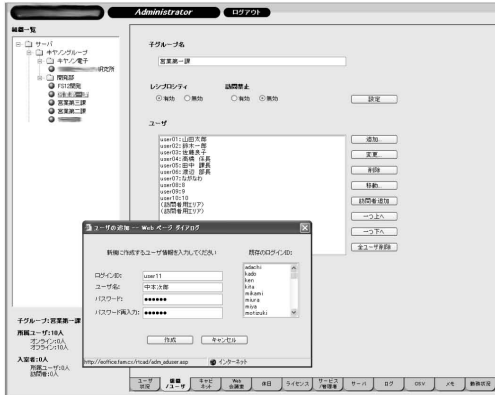 Administrator
ログアウト
組織一覧
サーバ
キヤノングループ
キヤノン電子
研究所
開発部
FS12開発
営業第三課
営業第二課
子グループ名
営業第一課
レンプロシティ
訪問禁止
有効 無効
有効 無効
設定
ユーザ
user01:山田太郎
user02:鈴木一郎
user03:佐藤良子
user04:高橋 係長
user05:田中 課長
user06:渡辺 部長
user07:ながなわ
user08:8
user09:9
user10:10
(訪問者用エリア)
(訪問者用エリア)
追加...
変更...
削除
移動...
訪問者追加
一つ上へ
一つ下へ
全ユーザ削除
ユーザの追加 -- Web ページ ダイアログ
新規に作成するユーザ情報を入力してください
既存のログインID:
ログインID:
user11
ユーザ名:
中本次郎
パスワード:
●●●●●●
パスワード再入力:
●●●●●●
adachi
kado
ken
kita
mikami
miura
miya
motizuki
作成
キャンセル
http://eoffice.fam.cx/rtcad/adm_aduser.asp
インターネット
子グループ:営業第一課
所属ユーザ:10人
オンライン:0人
オフライン:10人
入室者:0人
所属ユーザ:0人
訪問者:0人
ユーザ状況
組織/ユーザ
キャビネット
Web会議室
休日
ライセンス
サービス/管理者
サーバ
ログ
CSV
メモ
勤務状況